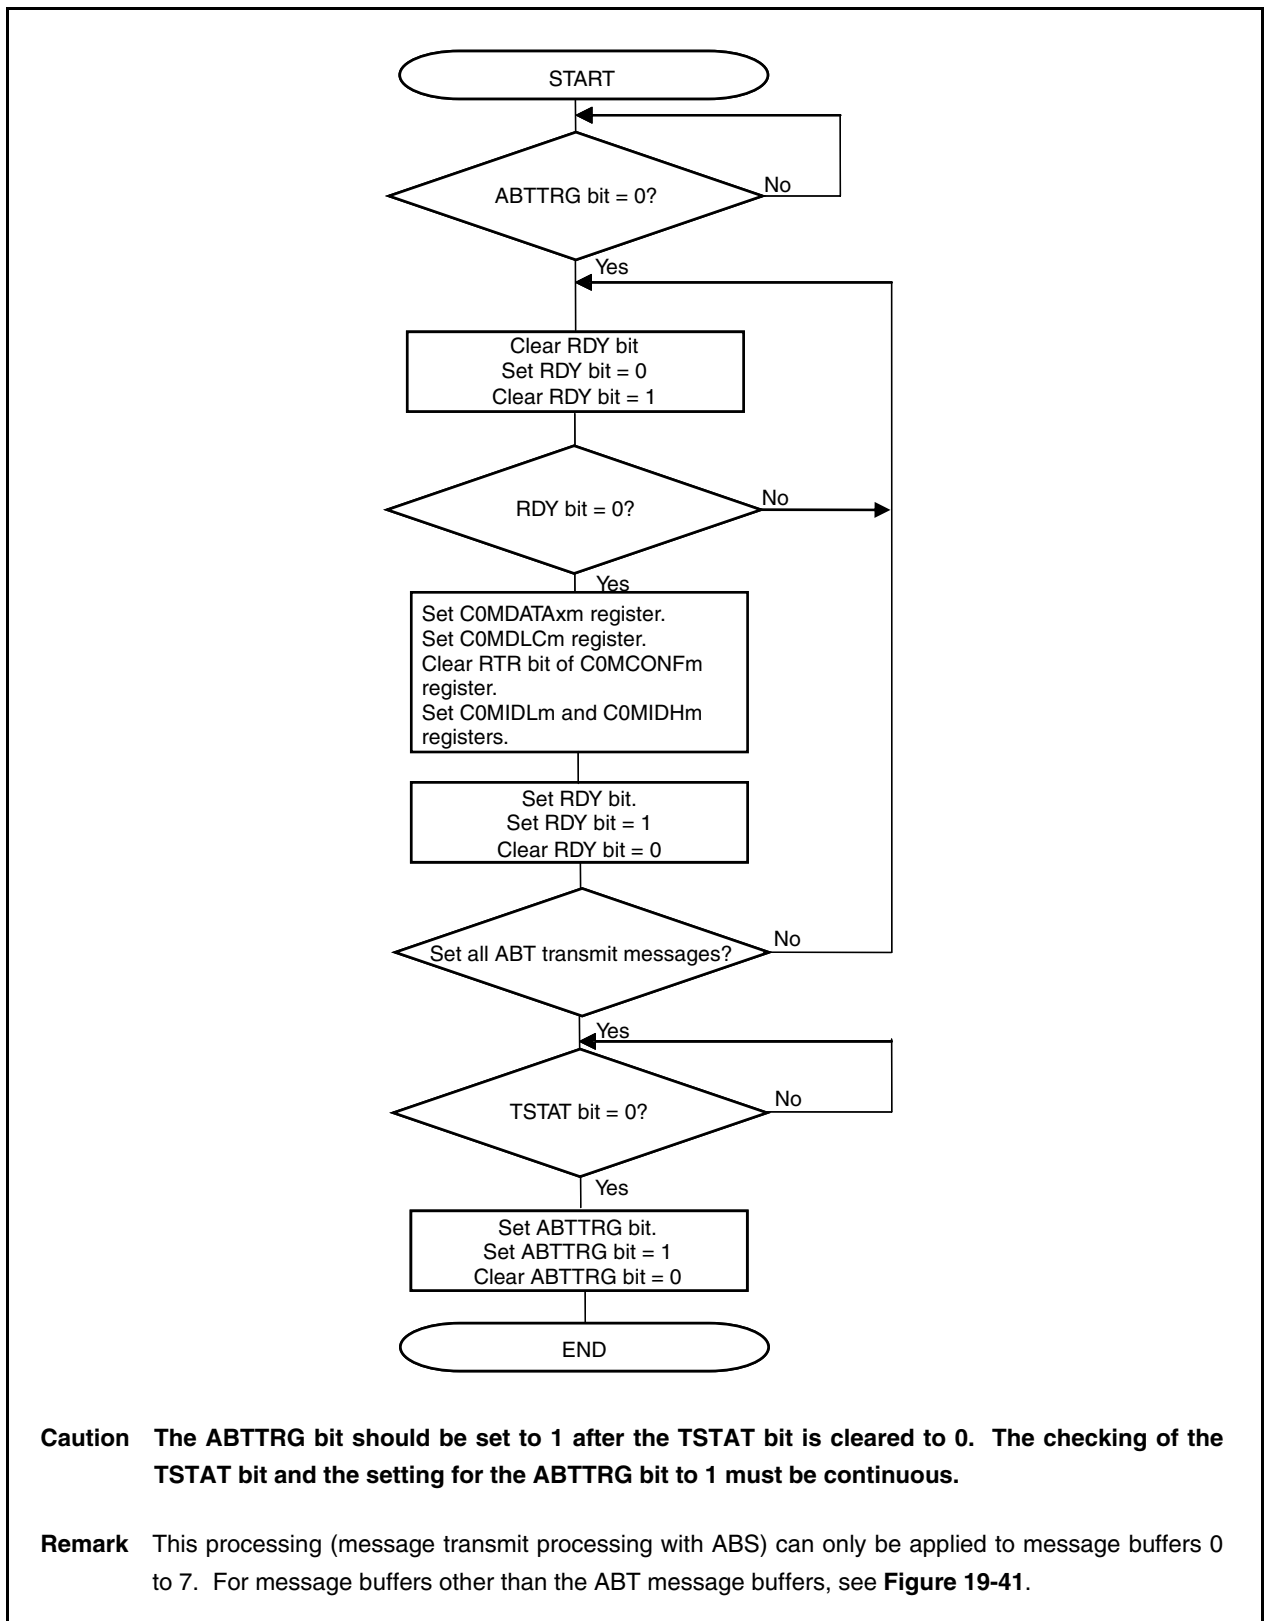 START
ABTTRG bit = 0?
No
Yes
Clear RDY bit
Set RDY bit = 0
Clear RDY bit = 1
RDY bit = 0?
No
Yes
Set C0MDATAxm register.
Set C0MDLCm register.
Clear RTR bit of C0MCONFm
register.
Set C0MIDLm and C0MIDHm
registers.
Set RDY bit.
Set RDY bit = 1
Clear RDY bit = 0
Set all ABT transmit messages?
No
Yes
TSTAT bit = 0?
No
Yes
Set ABTTRG bit.
Set ABTTRG bit = 1
Clear ABTTRG bit = 0
END
Caution The ABTTRG bit should be set to 1 after the TSTAT bit is cleared to 0. The checking of the
TSTAT bit and the setting for the ABTTRG bit to 1 must be continuous.
Remark This processing (message transmit processing with ABS) can only be applied to message buffers 0
to 7. For message buffers other than the ABT message buffers, see Figure 19-41.